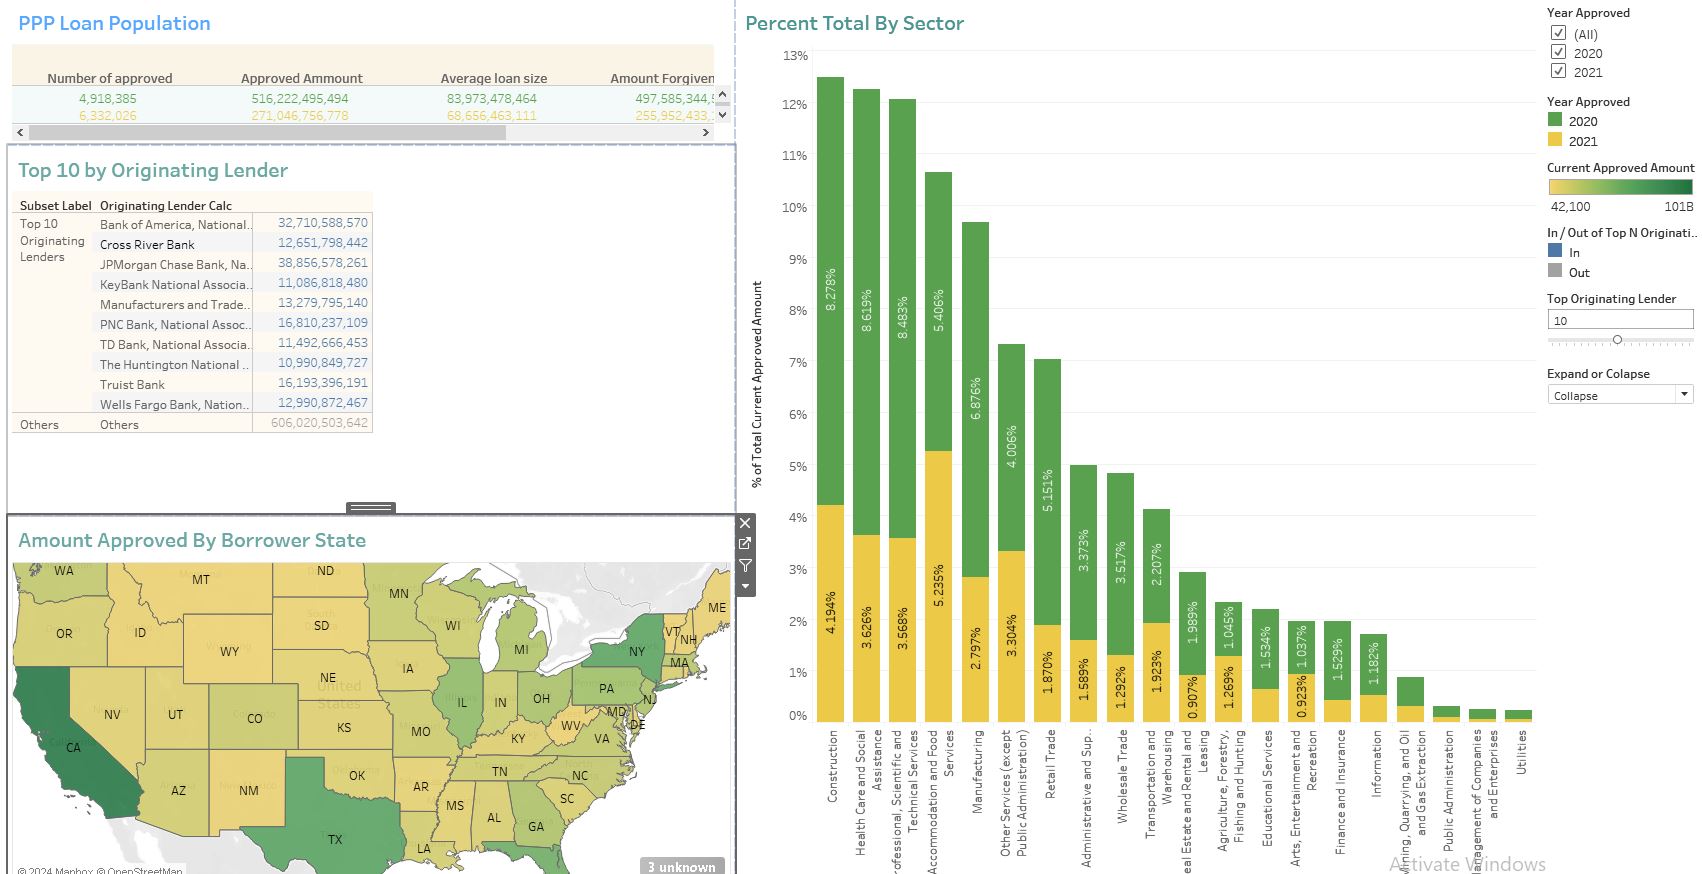 PPP Loan Population
Number of approved Approved Ammount Average loan size Amount Forgiven
4,918,385 516,222,495,494 83,973,478,464 497,585,344,
6,332,026 271,046,756,778 68,656,463,111 255,952,433,
Top 10 by Originating Lender
Subset Label Originating Lender Calc
Top 10 Originating Lenders
Bank of America, National.. 32,710,588,570
Cross River Bank 12,651,798,442
JPMorgan Chase Bank, Na.. 38,856,578,261
KeyBank National Associa.. 11,086,818,480
Manufacturers and Trade.. 13,279,795,140
PNC Bank, National Assoc.. 16,810,237,109
TD Bank, National Associa.. 11,492,666,453
The Huntington National .. 10,990,849,727
Truist Bank 16,193,396,191
Wells Fargo Bank, Nation.. 12,990,872,467
Others Others 606,020,503,642
Amount Approved By Borrower State
WA
MT
ND
MN
ME
OR
ID
SD
WI
VT
NH
WY
MI
NY
MA
IA
NE
United States
NV
UT
CO
IL
IN
OH
PA
NJ
MD
DE
KS
MO
WV
VA
KY
CA
AZ
NM
OK
AR
TN
NC
SC
MS
AL
GA
TX
LA
3 unknown
© 2024 Mapbox © OpenStreetMap
Percent Total By Sector
% of Total Current Approved Amount
13%
12%
11%
10%
9%
8%
7%
6%
5%
4%
3%
2%
1%
0%
8.278%
4.194%
8.619%
3.626%
8.483%
3.568%
5.406%
5.235%
6.876%
2.797%
4.006%
3.304%
5.151%
1.870%
3.373%
1.589%
3.517%
1.292%
2.207%
1.923%
1.989%
0.907%
1.045%
1.269%
1.534%
1.037%
0.923%
1.529%
1.182%
Construction
Health Care and Social
Assistance
rofessional, Scientific and
Technical Services
Accommodation and Food
Services
Manufacturing
Other Services (except
Public Administration)
Retail Trade
Administrative and Sup..
Wholesale Trade
Transportation and
Warehousing
eal Estate and Rental and
Leasing
Agriculture, Forestry,
Fishing and Hunting
Educational Services
Arts, Entertainment and
Recreation
Finance and Insurance
Information
ining, Quarrying, and Oil
and Gas Extraction
Public Administration
nagement of Companies
and Enterprises
Utilities
Year Approved
(All)
2020
2021
Year Approved
2020
2021
Current Approved Amount
42,100 101B
In / Out of Top N Originati..
In
Out
Top Originating Lender
10
Expand or Colapse
Collapse
Activate Windows